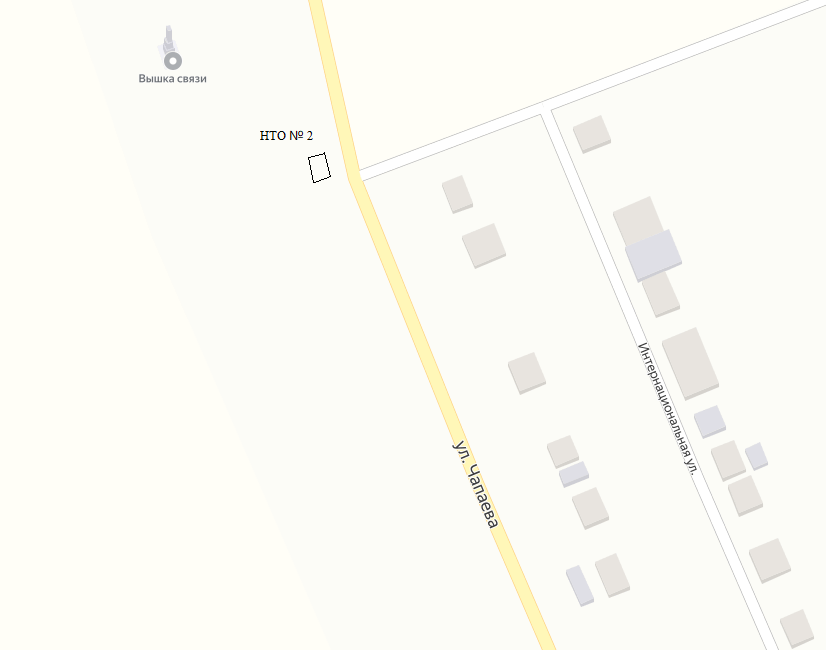 Вышка связи
НТО № 2
Интернациональная ул.
ул. Чапаева